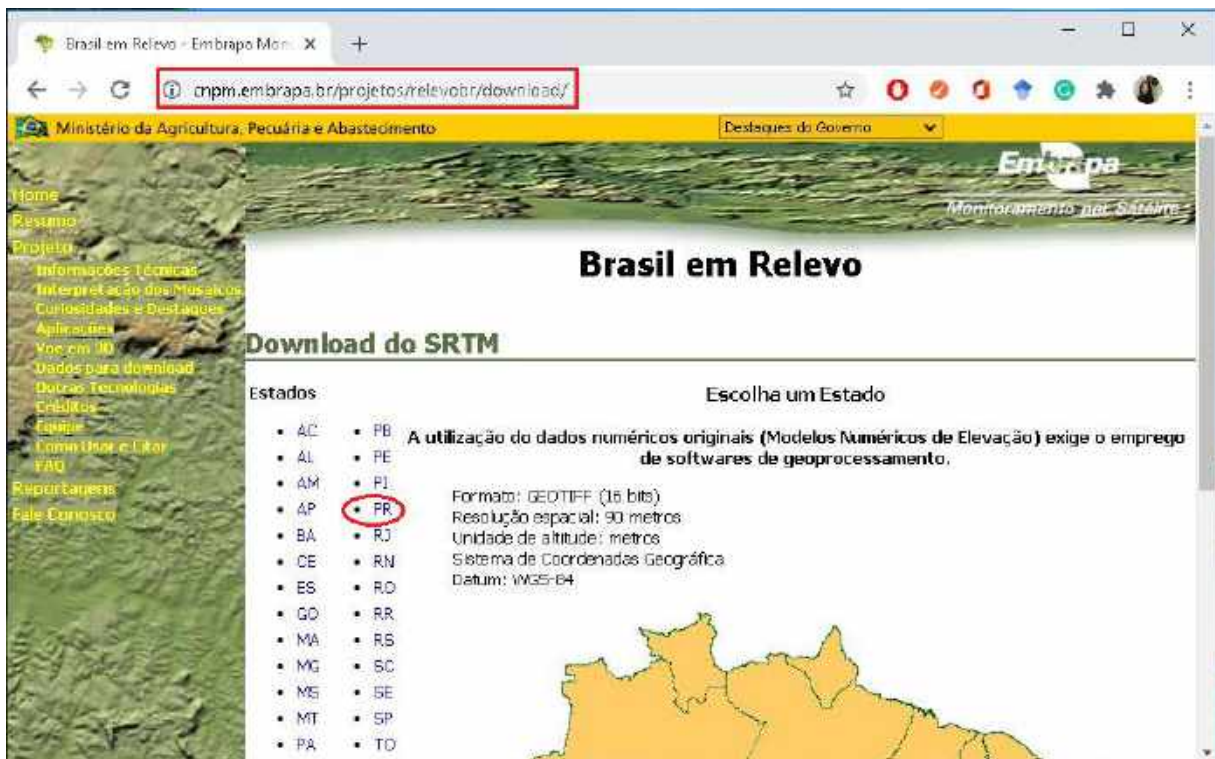 Brasil em Relevo - Embrapa Mon
cnpm.embrapa.br/projetos/relevobr/download/
Ministério da Agricultura, Pecuária e Abastecimento
Destaques do Governo
Embrapa
Monitoramento por Satélite
Home
Resumo
Projeto
Informações Técnicas
Interpretação dos Mosaicos
Curiosidades e Destaques
Aplicações
Voe em 3D
Dados para download
Outras Tecnologias
Créditos
Equipe
Como Usar e Citar
FAQ
Reportagens
Fale Conosco
Brasil em Relevo
Download do SRTM
Estados
AC
AL
AM
AP
BA
CE
ES
GO
MA
MG
MS
MT
PA
PB
PE
PI
PR
RJ
RN
RO
RR
RS
SC
SE
SP
TO
Escolha um Estado
A utilização do dados numéricos originais (Modelos Numéricos de Elevação) exige o emprego
de softwares de geoprocessamento.
Formato: GEOTIFF (16 bits)
Resolução espacial: 90 metros
Unidade de altitude: metros
Sistema de Coordenadas Geográfica
Datum: WGS-84